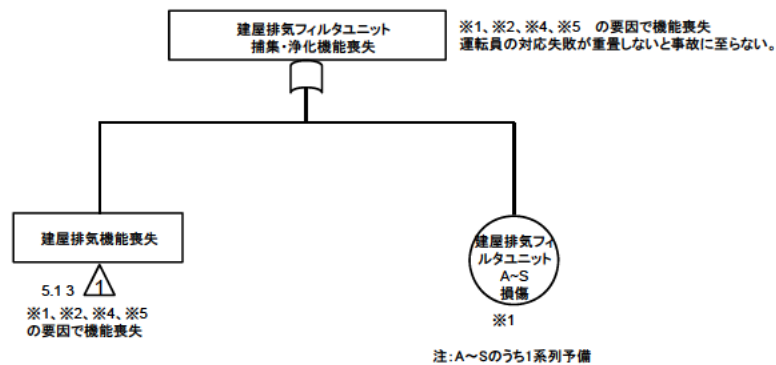 建屋排気フィルタユニット
捕集・浄化機能喪失
※1、※2、※4、※5　の要因で機能喪失
運転員の対応失敗が重畳しないと事故に至らない。
建屋排気機能喪失
5.1 3
1
※1、※2、※4、※5
の要因で機能喪失
建屋排気フィ
ルタユニット
A~S
損傷
※1
注：A～Sのうち1系列予備